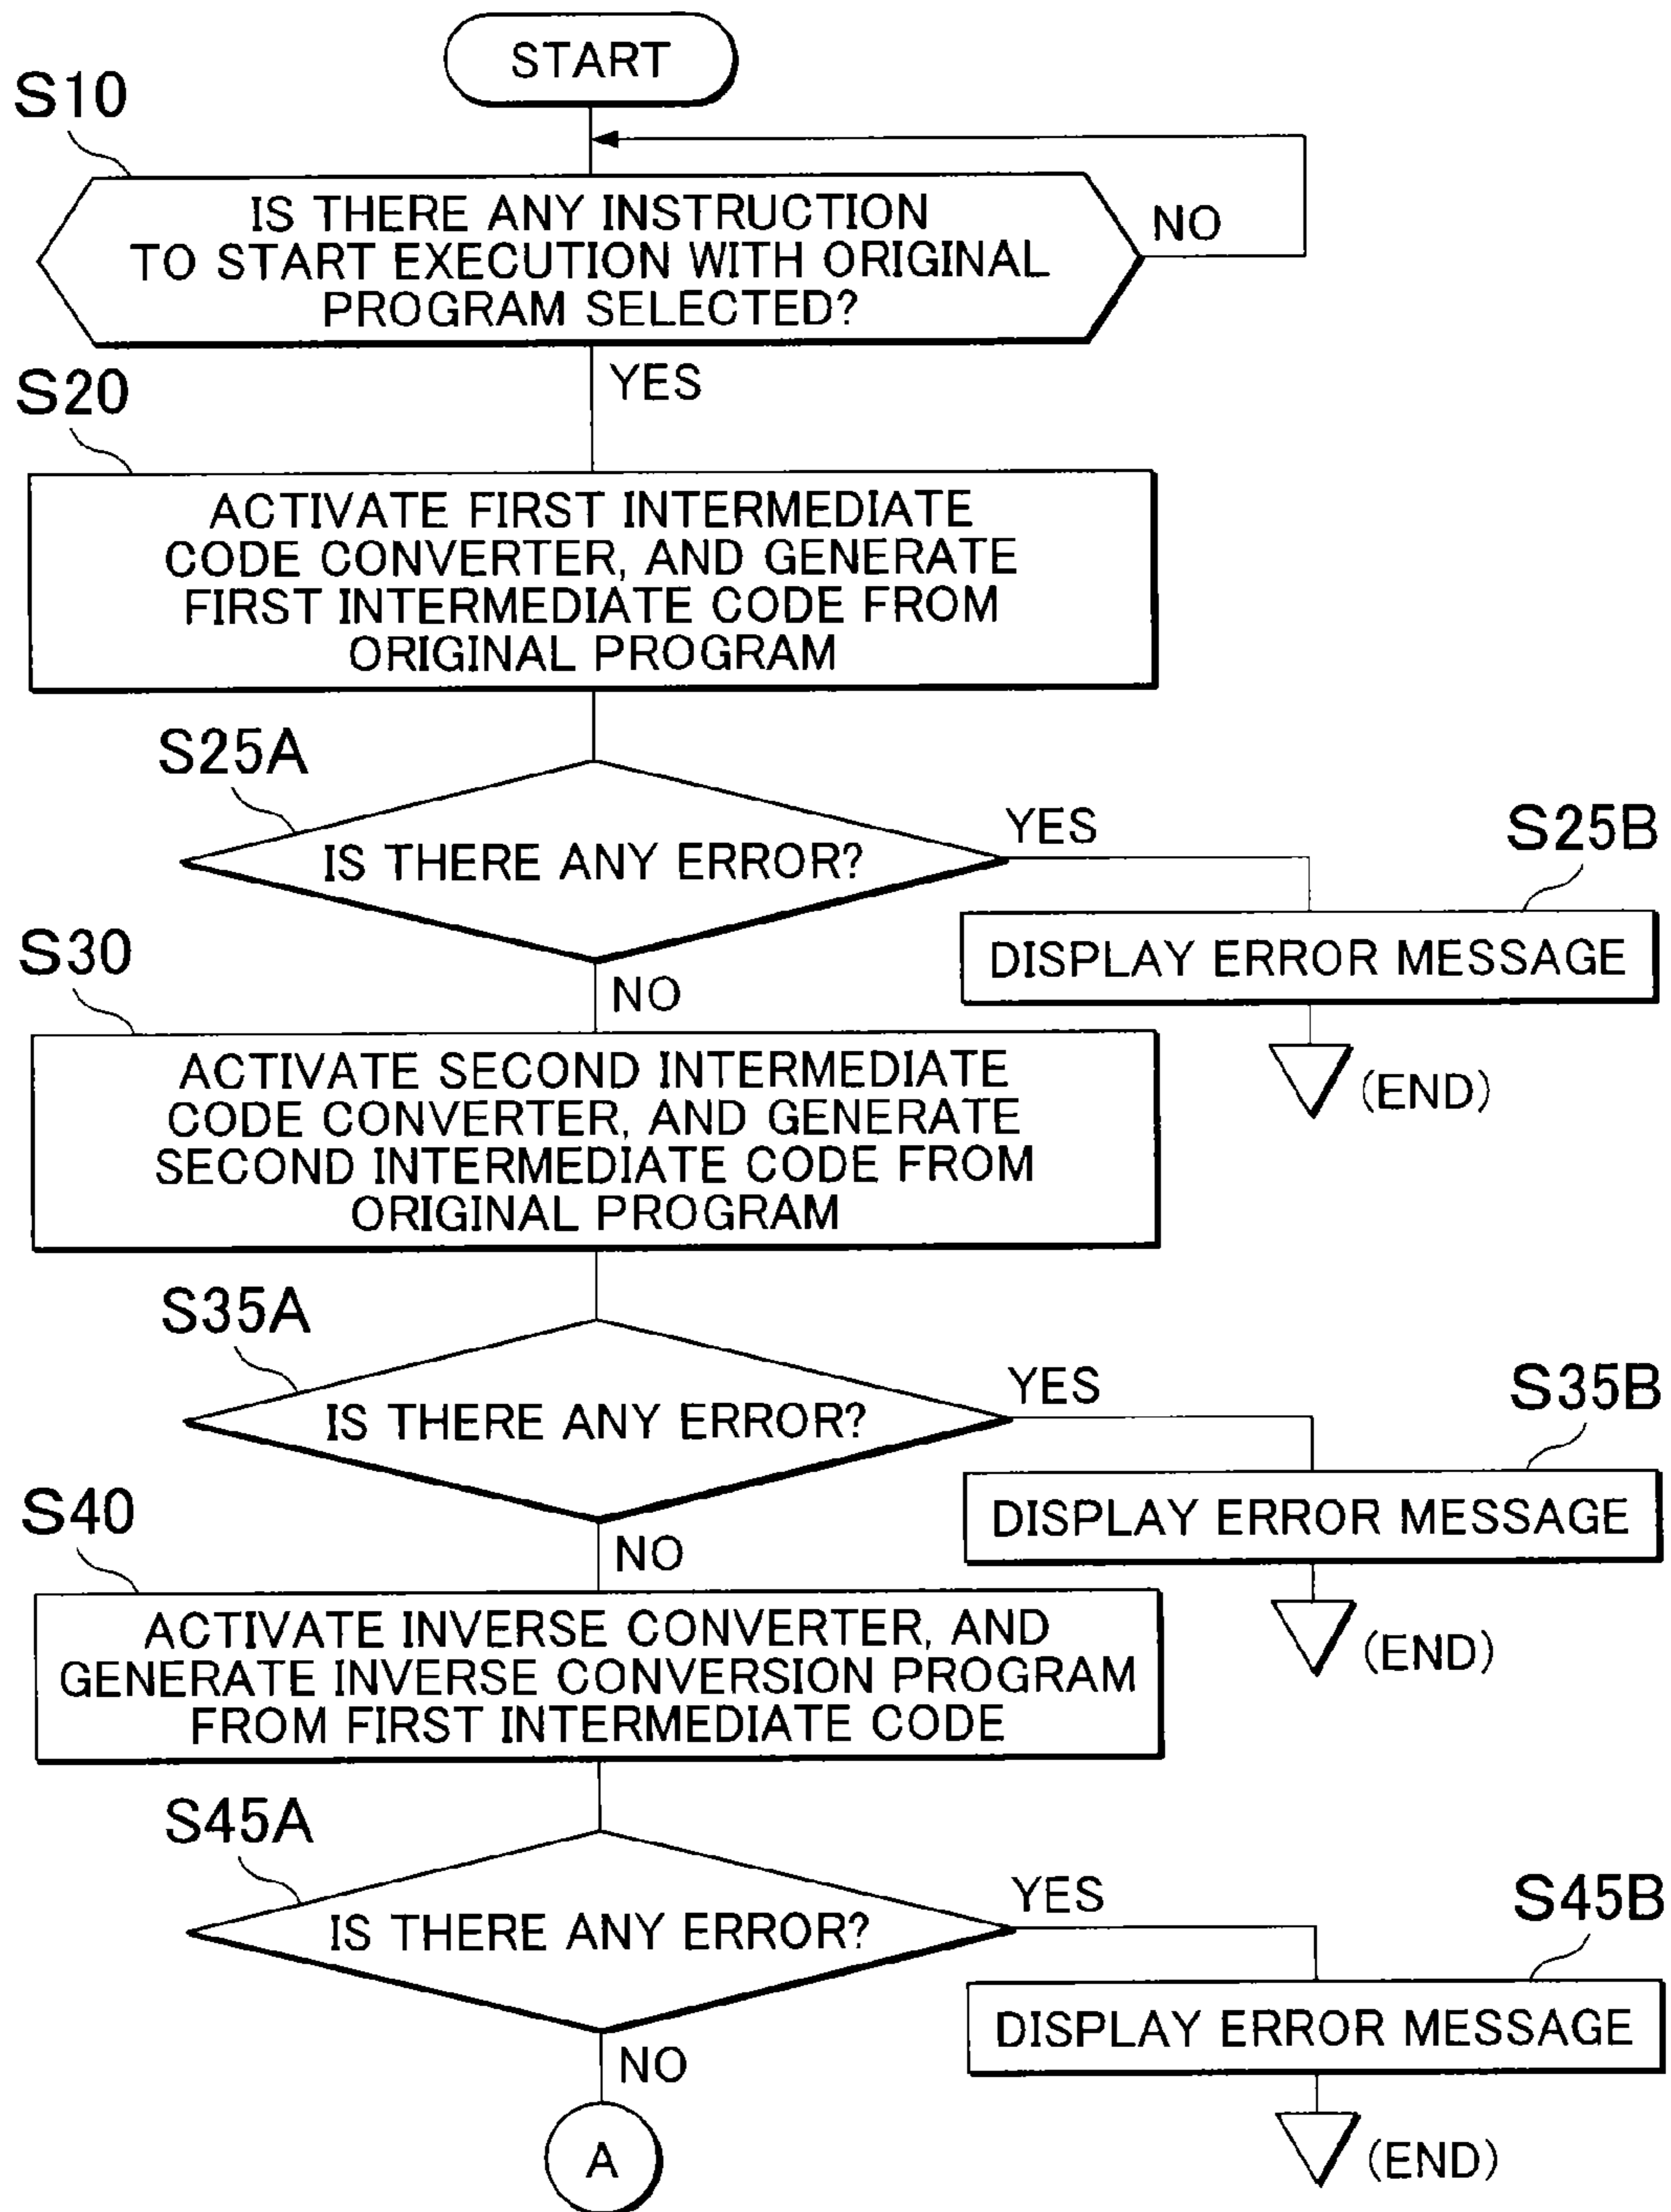 START
S10
IS THERE ANY INSTRUCTION
TO START EXECUTION WITH ORIGINAL
PROGRAM SELECTED?
NO
YES
S20
ACTIVATE FIRST INTERMEDIATE
CODE CONVERTER, AND GENERATE
FIRST INTERMEDIATE CODE FROM
ORIGINAL PROGRAM
S25A
IS THERE ANY ERROR?
YES
S25B
DISPLAY ERROR MESSAGE
(END)
NO
S30
ACTIVATE SECOND INTERMEDIATE
CODE CONVERTER, AND GENERATE
SECOND INTERMEDIATE CODE FROM
ORIGINAL PROGRAM
S35A
IS THERE ANY ERROR?
YES
S35B
DISPLAY ERROR MESSAGE
(END)
NO
S40
ACTIVATE INVERSE CONVERTER, AND
GENERATE INVERSE CONVERSION PROGRAM
FROM FIRST INTERMEDIATE CODE
S45A
IS THERE ANY ERROR?
YES
S45B
DISPLAY ERROR MESSAGE
(END)
NO
A